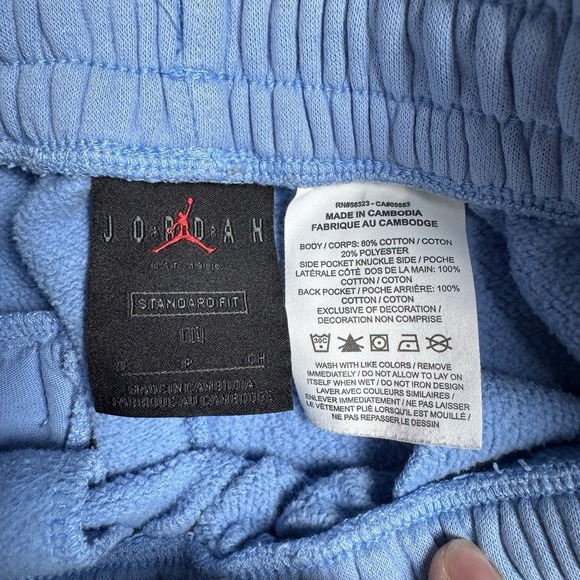 JORDAN
STANDARD FIT
P
CH
MADE IN CAMBODIA
FABRIQUE AU CAMBODGE
RN#56323 - CA#05553
MADE IN CAMBODIA
FABRIQUE AU CAMBODGE
BODY / CORPS: 80% COTTON / COTON
20% POLYESTER
SIDE POCKET KNUCKLE SIDE / POCHE
LATÉRALE CÔTÉ DOS DE LA MAIN: 100%
COTTON / COTON
BACK POCKET / POCHE ARRIÈRE: 100%
COTTON / COTON
EXCLUSIVE OF DECORATION /
DECORATION NON COMPRISE
30C
WASH WITH LIKE COLORS / REMOVE
IMMEDIATELY / DO NOT ALLOW TO LAY ON
ITSELF WHEN WET / DO NOT IRON DESIGN
LAVER AVEC COULEURS SIMILAIRES /
ENLEVER IMMÉDIATEMENT / NE PAS LAISSER
LE VÊTEMENT PLIÉ LORSQU'IL EST MOUILLÉ /
NE PAS REPASSER LE DESSIN